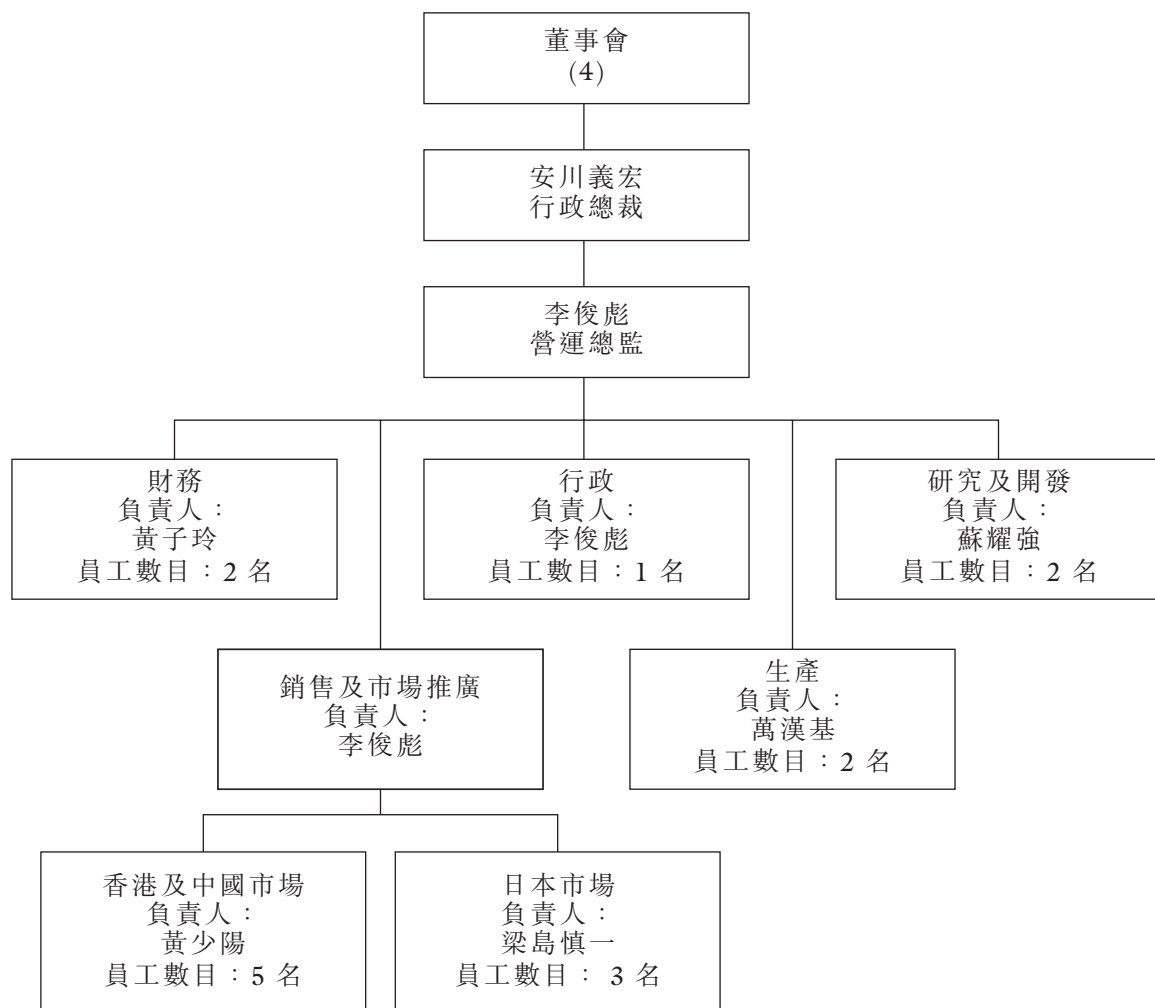 董事會
(4)
安川義宏
行政總裁
李俊彪
營運總監
財務
負責人：
黃子玲
員工數目：2 名
行政
負責人：
李俊彪
員工數目：1 名
研究及開發
負責人：
蘇耀強
員工數目：2 名
銷售及市場推廣
負責人：
李俊彪
生產
負責人：
萬漢基
員工數目：2 名
香港及中國市場
負責人：
黃少陽
員工數目：5 名
日本市場
負責人：
梁島慎一
員工數目： 3 名